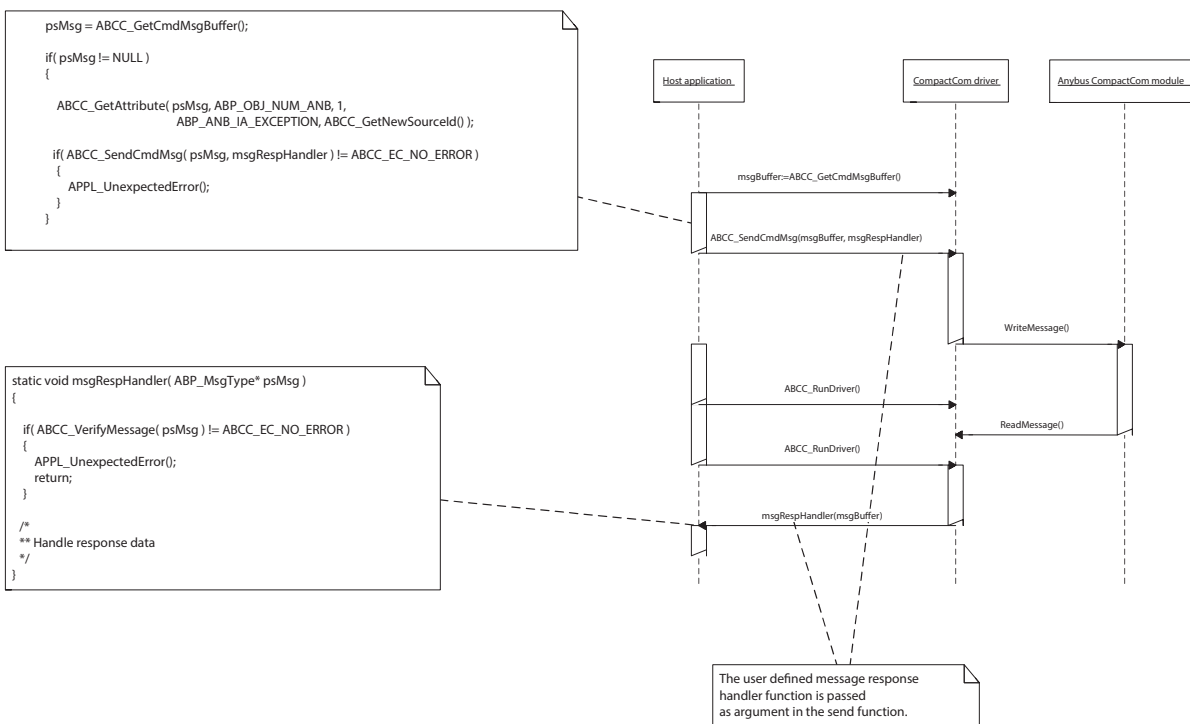 psMsg = ABCC_GetCmdMsgBuffer();
if( psMsg != NULL )
{
ABCC_GetAttribute( psMsg, ABP_OBJ_NUM_ANB, 1,
ABP_ANB_IA_EXCEPTION, ABCC_GetNewSourceId() );
if( ABCC_SendCmdMsg( psMsg, msgRespHandler ) != ABCC_EC_NO_ERROR )
{
APPL_UnexpectedError();
}
}
Host application
CompactCom driver
Anybus CompactCom module
msgBuffer:=ABCC_GetCmdMsgBuffer()
ABCC_SendCmdMsg(msgBuffer, msgRespHandler)
WriteMessage()
ABCC_RunDriver()
ReadMessage()
ABCC_RunDriver()
msgRespHandler(msgBuffer)
static void msgRespHandler( ABP_MsgType* psMsg )
{
if( ABCC_VerifyMessage( psMsg ) != ABCC_EC_NO_ERROR )
{
APPL_UnexpectedError();
return;
}
/*
** Handle response data
*/
}
The user defined message response
handler function is passed
as argument in the send function.